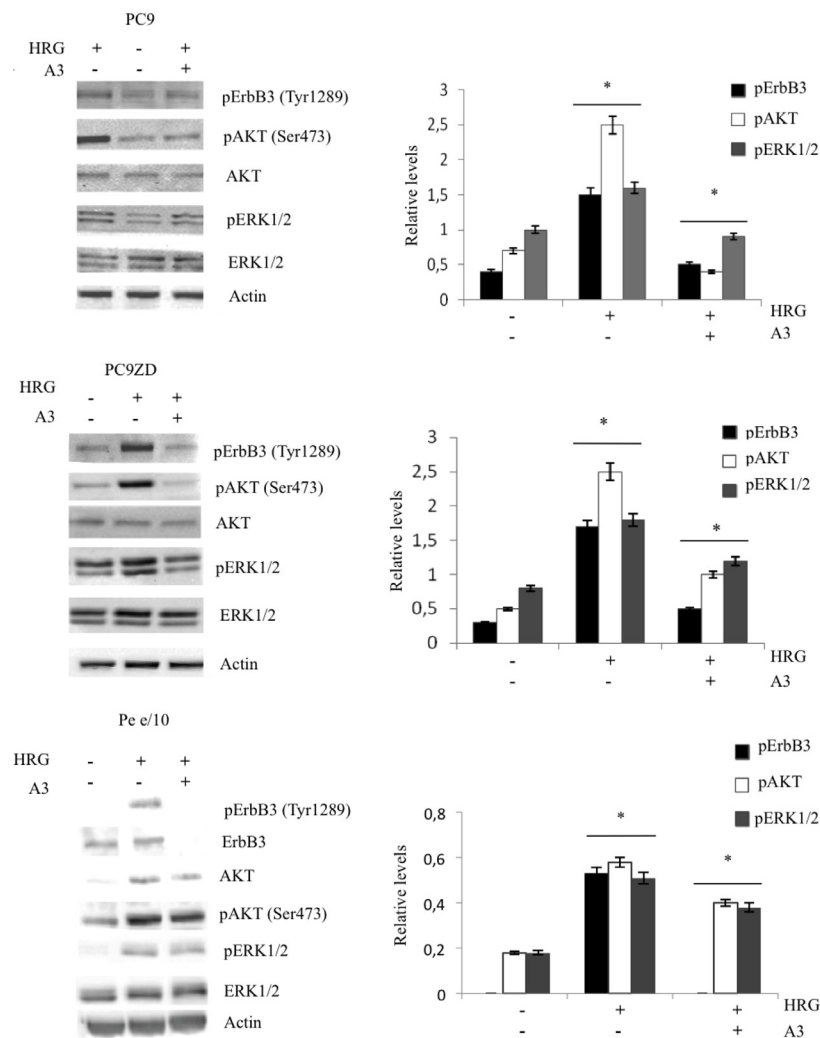 PC9
HRG + - +
A3 - - +
pErbB3 (Tyr1289)
pAKT (Ser473)
AKT
pERK1/2
ERK1/2
Actin
Relative levels
3
2,5
2
1,5
1
0,5
0
*
*
pErbB3
pAKT
pERK1/2
- + + HRG
- - + A3
PC9ZD
HRG - + +
A3 - - +
pErbB3 (Tyr1289)
pAKT (Ser473)
AKT
pERK1/2
ERK1/2
Actin
Relative levels
3
2,5
2
1,5
1
0,5
0
*
*
pErbB3
pAKT
pERK1/2
- + + HRG
- - + A3
Pe e/10
HRG - + +
A3 - - +
pErbB3 (Tyr1289)
ErbB3
AKT
pAKT (Ser473)
pERK1/2
ERK1/2
Actin
Relative levels
0,8
0,6
0,4
0,2
0
*
*
pErbB3
pAKT
pERK1/2
- + + HRG
- - + A3